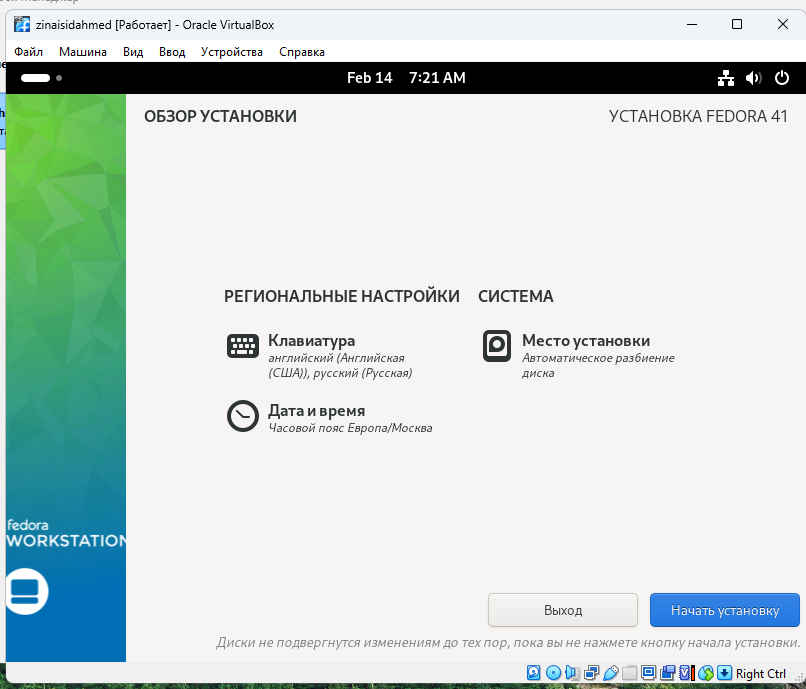 zinaisidahmed [Работает] - Oracle VirtualBox
Файл Машина Вид Ввод Устройства Справка
Feb 14 7:21 AM
ОБЗОР УСТАНОВКИ
УСТАНОВКА FEDORA 41
РЕГИОНАЛЬНЫЕ НАСТРОЙКИ
Клавиатура
английский (Английская
(США)), русский (Русская)
Дата и время
Часовой пояс Европа/Москва
СИСТЕМА
Место установки
Автоматическое разбиение
диска
fedora
WORKSTATION
Выход
Начать установку
Диски не подвергнутся изменениям до тех пор, пока вы не нажмете кнопку начала установки.
Right Ctrl